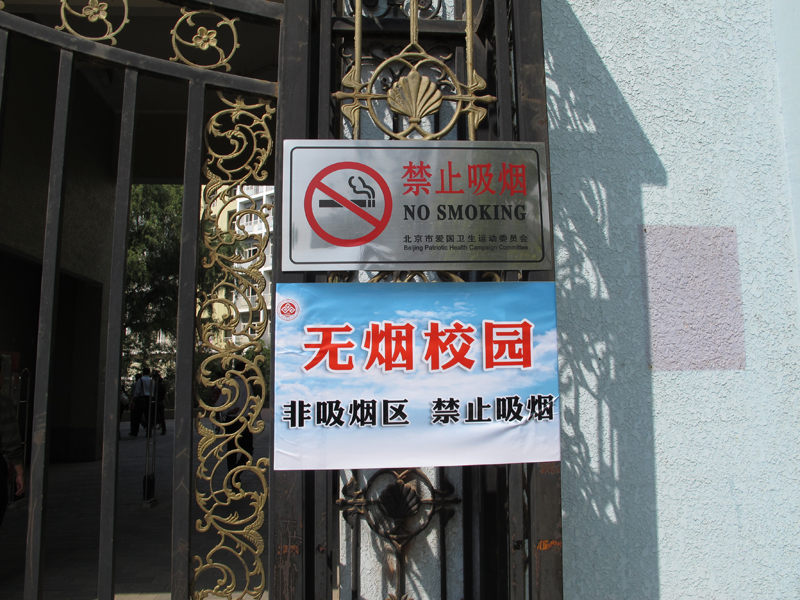 禁止吸烟
NO SMOKING
北京市爱国卫生运动委员会
Beijing Patriotic Health Campaign Committee
无烟校园
非吸烟区 禁止吸烟